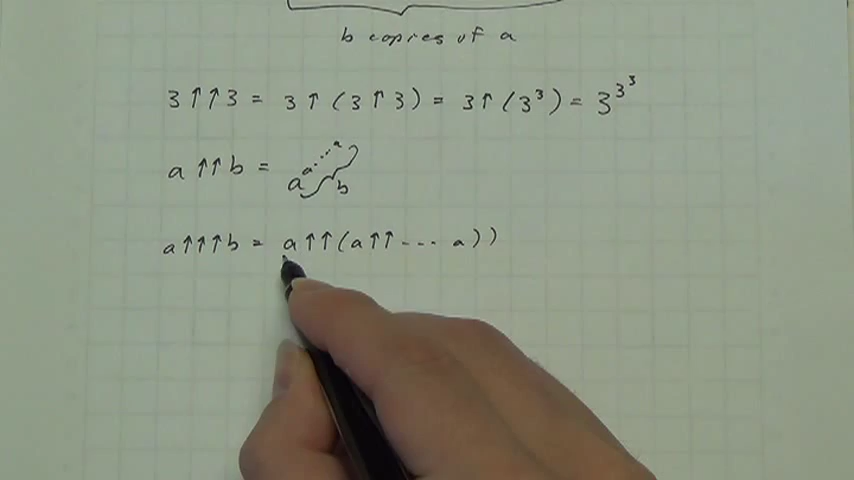 b copies of a
3↑↑3 = 3↑(3↑3) = 3↑(3³) = 3^3^3
a↑↑b = a^a^⋰^a b
a↑↑↑b = a↑↑(a↑↑--- a))